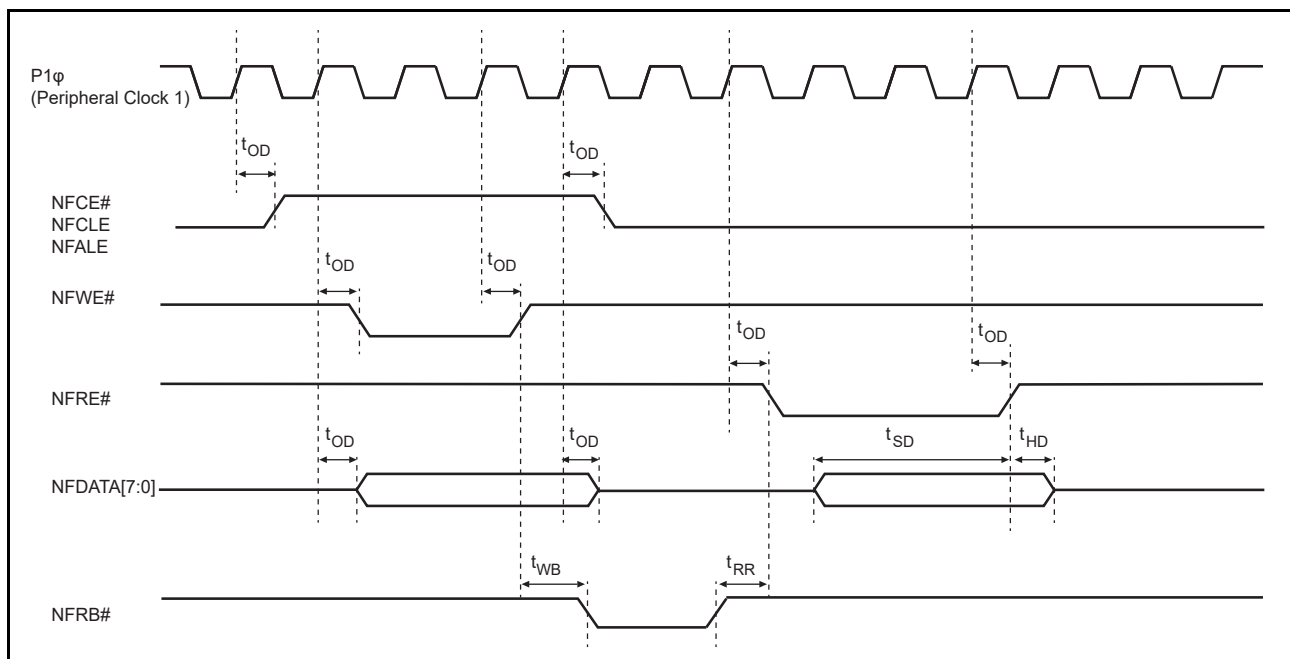 P1φ
(Peripheral Clock 1)
tOD tOD
NFCE#
NFCLE
NFALE
tOD tOD
NFWE#
tOD tOD
NFRE#
tOD tOD tSD tHD
NFDATA[7:0]
tWB tRR
NFRB#